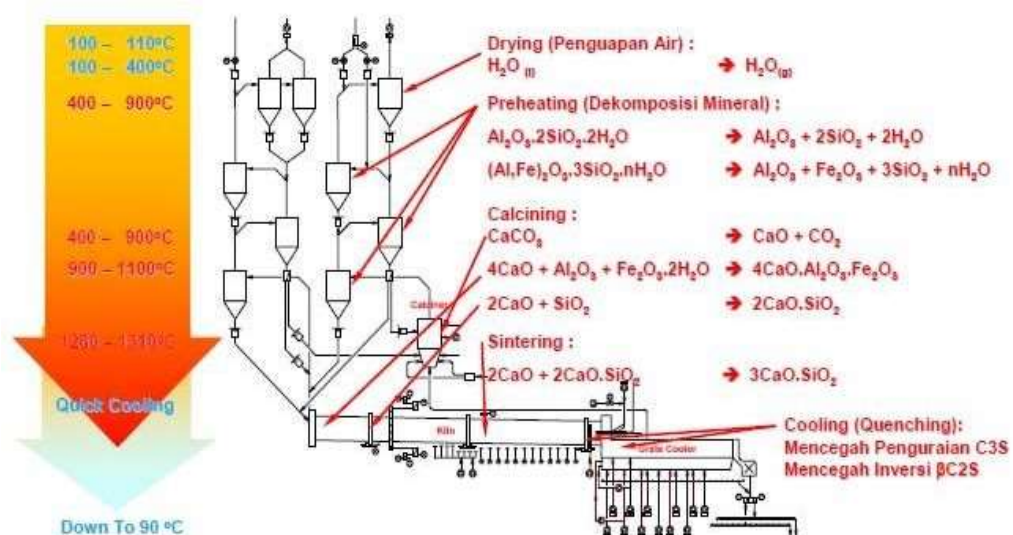 100 – 110°C
100 – 400°C
400 – 900°C
400 – 900°C
900 – 1100°C
1260 – 1310°C
Quick Cooling
Down To 90 °C
Drying (Penguapan Air) :
H₂O (l) ➔ H₂O(g)
Preheating (Dekomposisi Mineral) :
Al₂O₃.2SiO₂.2H₂O ➔ Al₂O₃ + 2SiO₂ + 2H₂O
(Al,Fe)₂O₃.3SiO₂.nH₂O ➔ Al₂O₃ + Fe₂O₃ + 3SiO₂ + nH₂O
Calcining :
CaCO₃ ➔ CaO + CO₂
4CaO + Al₂O₃ + Fe₂O₃.2H₂O ➔ 4CaO.Al₂O₃.Fe₂O₃
2CaO + SiO₂ ➔ 2CaO.SiO₂
Sintering :
2CaO + 2CaO.SiO₂ ➔ 3CaO.SiO₂
Cooling (Quenching):
Mencegah Penguraian C3S
Mencegah Inversi βC2S
Calciner
Kiln
Grate Cooler